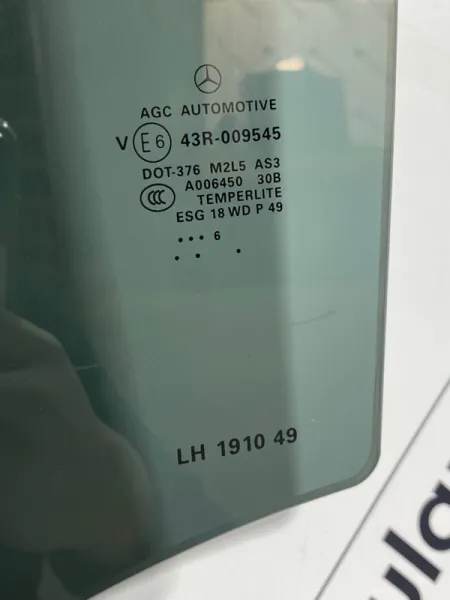 AGC AUTOMOTIVE
V E6 43R-009545
DOT-376 M2L5 AS3
CCC A006450 30B
TEMPERLITE
ESG 18 WD P 49
... 6
. . .
LH 1910 49